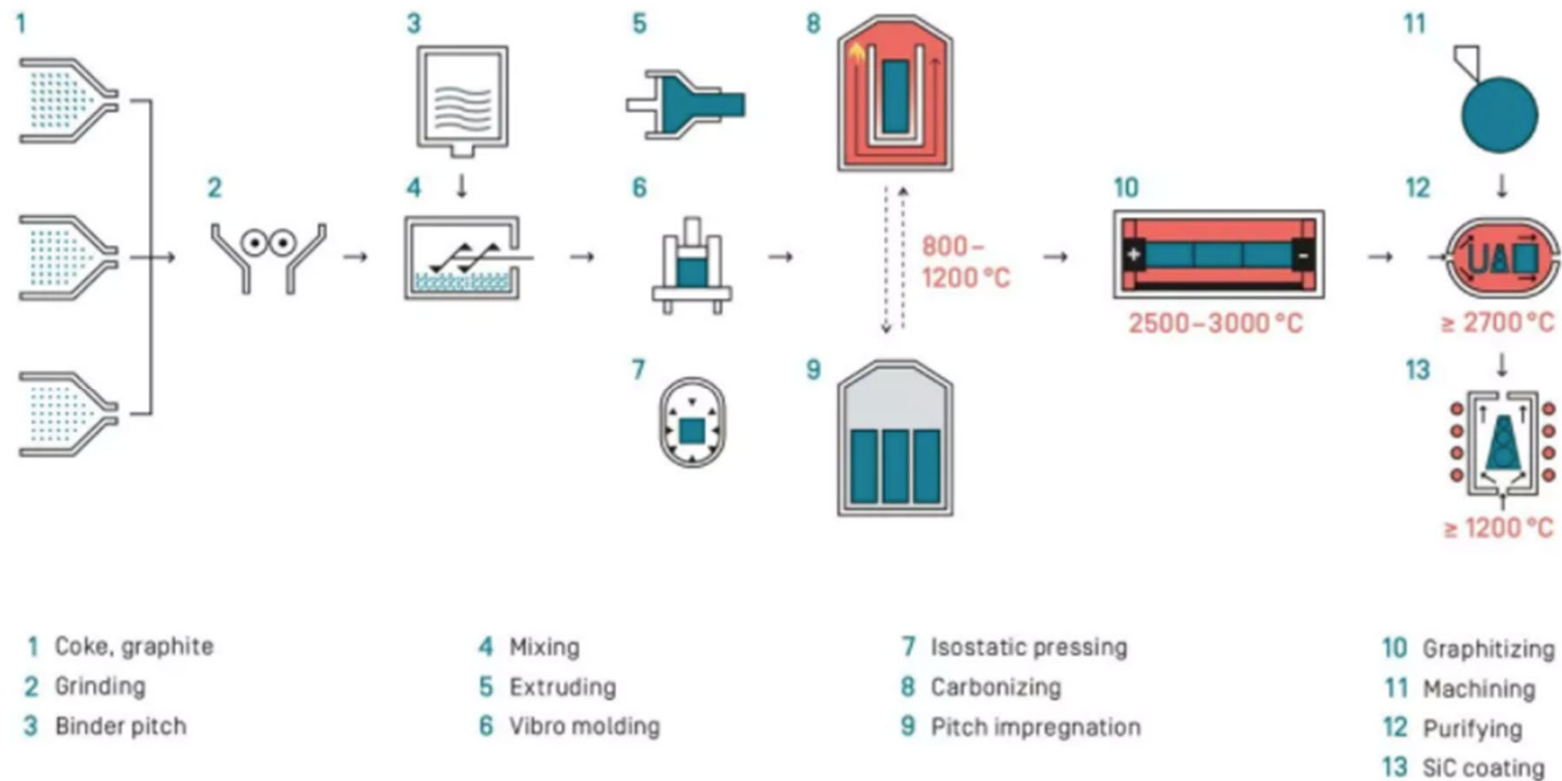 1
3
5
8
11
2
4
6
10
12
800–
1200 °C
2500–3000 °C
≥ 2700 °C
7
9
13
≥ 1200 °C
1 Coke, graphite
2 Grinding
3 Binder pitch
4 Mixing
5 Extruding
6 Vibro molding
7 Isostatic pressing
8 Carbonizing
9 Pitch impregnation
10 Graphitizing
11 Machining
12 Purifying
13 SiC coating